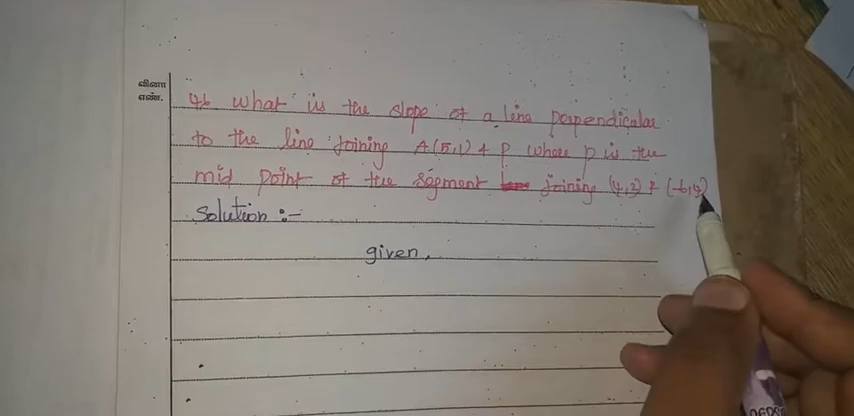 வினா
எண்.
46 What is the slope of a line perpendicular
to the line joining A(5,1) & P where P is the
mid point of the segment joining (4,2) & (-6,4)
Solution :-
given,